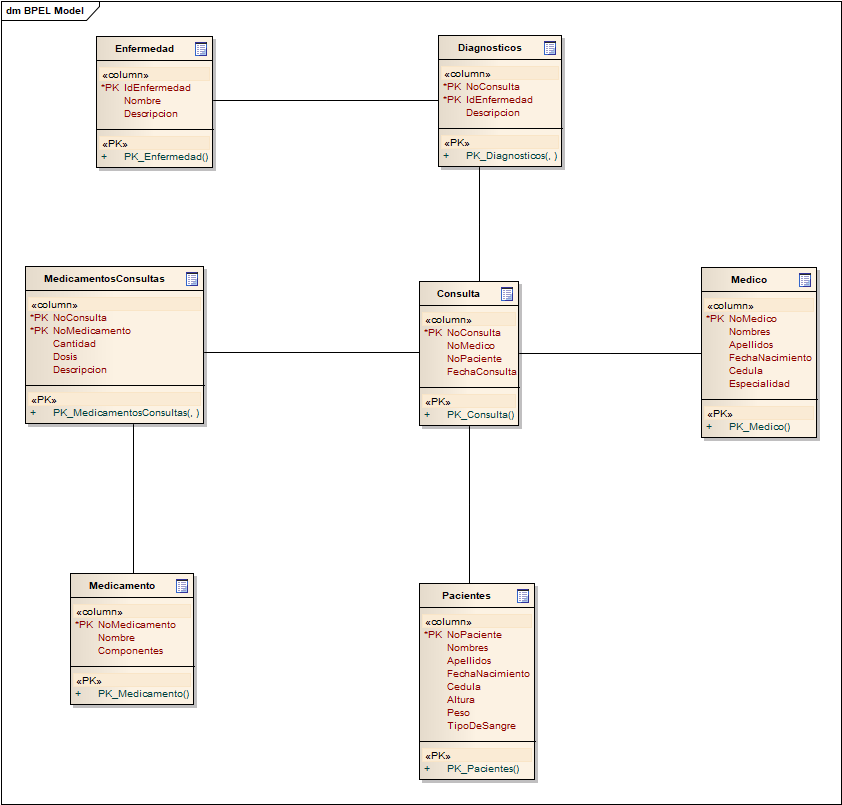 dm BPEL Model
Enfermedad
«column»
*PK IdEnfermedad
Nombre
Descripcion
«PK»
+ PK_Enfermedad()
Diagnosticos
«column»
*PK NoConsulta
*PK IdEnfermedad
Descripcion
«PK»
+ PK_Diagnosticos(, )
MedicamentosConsultas
«column»
*PK NoConsulta
*PK NoMedicamento
Cantidad
Dosis
Descripcion
«PK»
+ PK_MedicamentosConsultas(, )
Consulta
«column»
*PK NoConsulta
NoMedico
NoPaciente
FechaConsulta
«PK»
+ PK_Consulta()
Medico
«column»
*PK NoMedico
Nombres
Apellidos
FechaNacimiento
Cedula
Especialidad
«PK»
+ PK_Medico()
Medicamento
«column»
*PK NoMedicamento
Nombre
Componentes
«PK»
+ PK_Medicamento()
Pacientes
«column»
*PK NoPaciente
Nombres
Apellidos
FechaNacimiento
Cedula
Altura
Peso
TipoDeSangre
«PK»
+ PK_Pacientes()